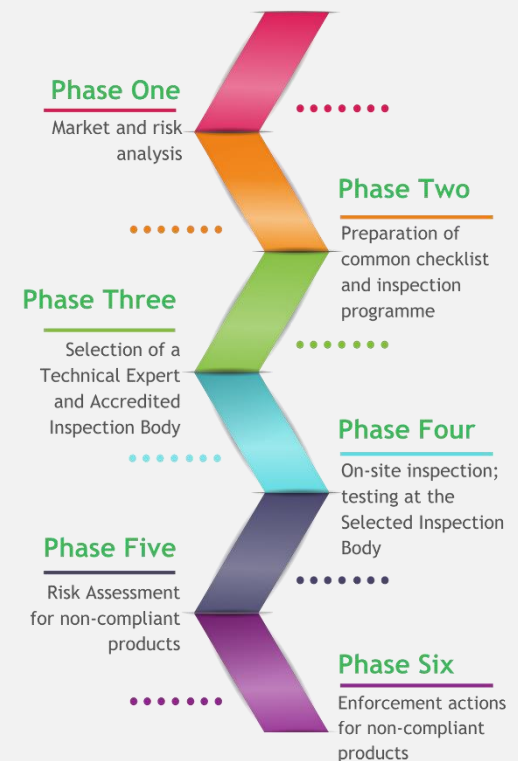 Phase One
Market and risk
analysis
Phase Two
Preparation of
common checklist
and inspection
programme
Phase Three
Selection of a
Technical Expert
and Accredited
Inspection Body
Phase Four
On-site inspection;
testing at the
Selected Inspection
Body
Phase Five
Risk Assessment
for non-compliant
products
Phase Six
Enforcement actions
for non-compliant
products